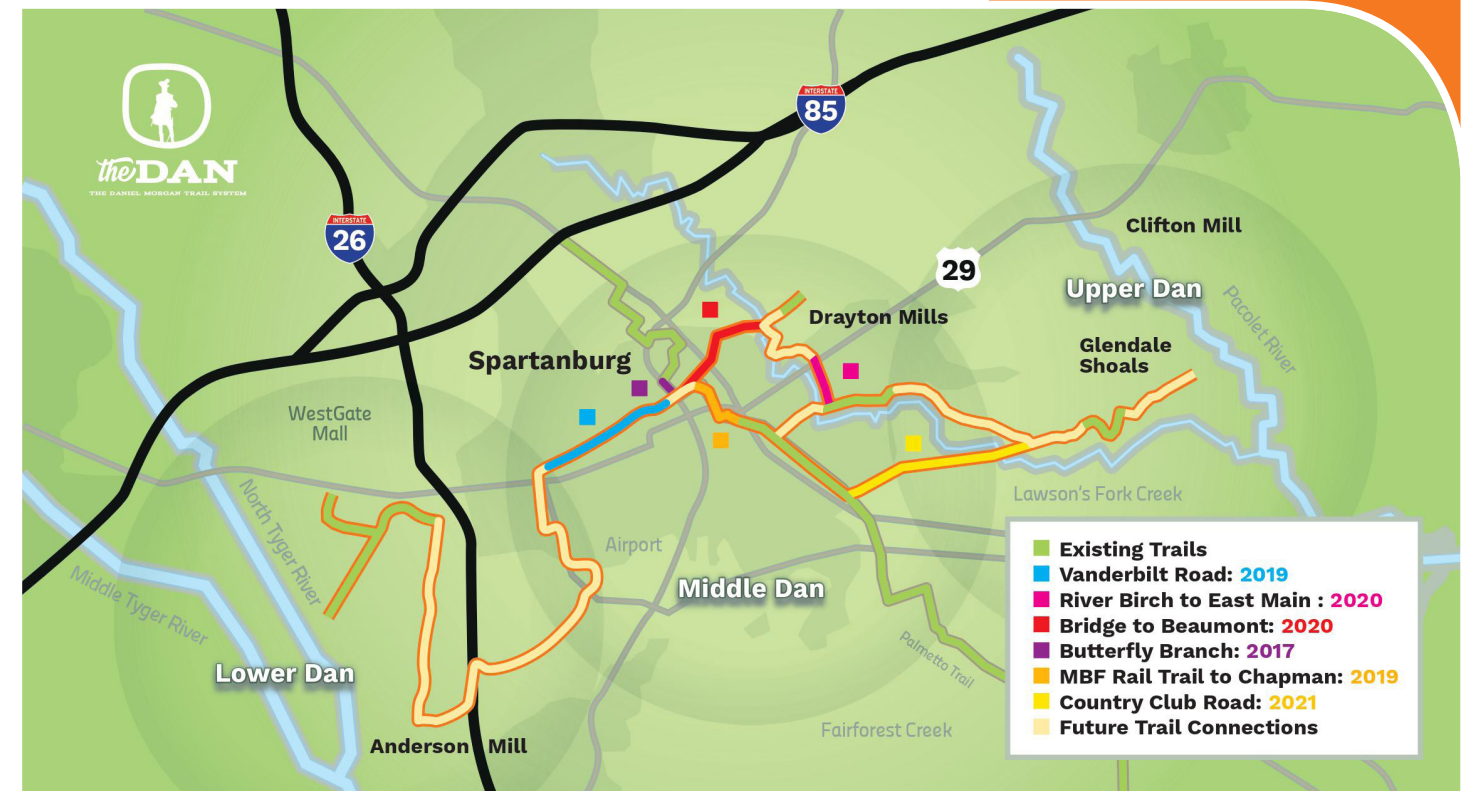 theDAN
THE DANIEL MORGAN TRAIL SYSTEM
INTERSTATE
85
INTERSTATE
26
29
Clifton Mill
Upper Dan
Pacolet River
Drayton Mills
Glendale
Shoals
Spartanburg
WestGate
Mall
North Tyger River
Middle Tyger River
Airport
Middle Dan
Lawson's Fork Creek
Palmetto Trail
Lower Dan
Fairforest Creek
Anderson Mill
Existing Trails
Vanderbilt Road: 2019
River Birch to East Main : 2020
Bridge to Beaumont: 2020
Butterfly Branch: 2017
MBF Rail Trail to Chapman: 2019
Country Club Road: 2021
Future Trail Connections